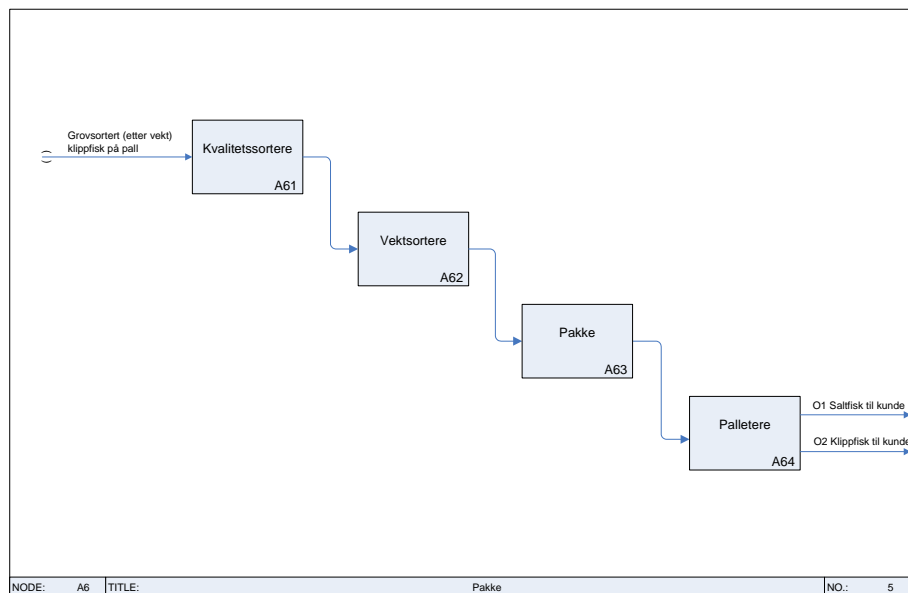 Grovsortert (etter vekt)
klippfisk på pall
Kvalitetssortere
A61
Vektsortere
A62
Pakke
A63
Palletere
A64
O1 Saltfisk til kunde
O2 Klippfisk til kunde
NODE: A6 TITLE: Pakke NO.: 5